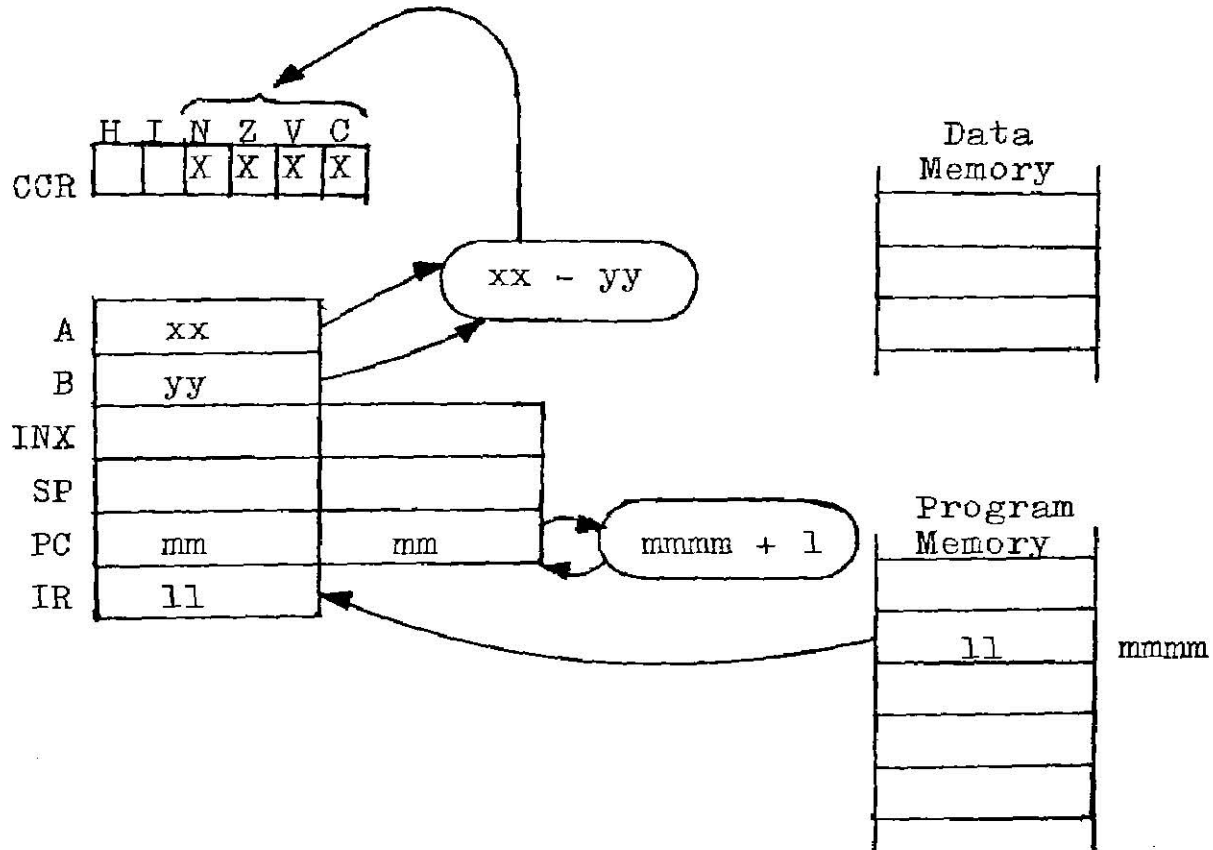 H I N Z V C
X X X X
CCR
Data
Memory
xx - yy
A xx
B yy
INX
SP
PC mm mm
mmmm + 1
Program
Memory
IR 11
11 mmmm